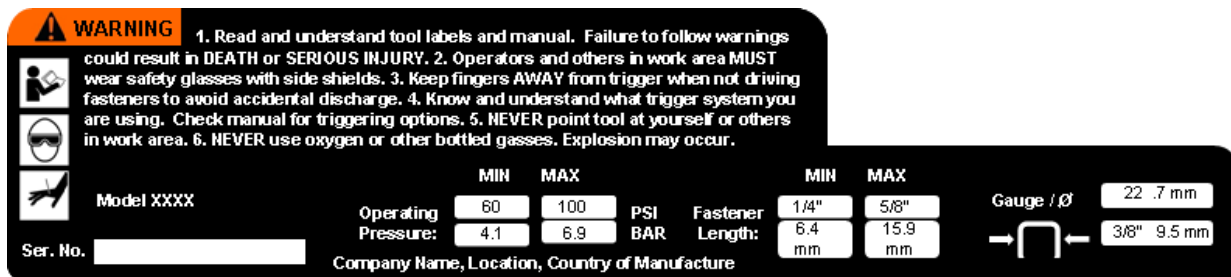 WARNING 1. Read and understand tool labels and manual. Failure to follow warnings
could result in DEATH or SERIOUS INJURY. 2. Operators and others in work area MUST
wear safety glasses with side shields. 3. Keep fingers AWAY from trigger when not driving
fasteners to avoid accidental discharge. 4. Know and understand what trigger system you
are using. Check manual for triggering options. 5. NEVER point tool at yourself or others
in work area. 6. NEVER use oxygen or other bottled gasses. Explosion may occur.
MIN MAX MIN MAX
Model XXXX
Operating 60 100 PSI Fastener 1/4" 5/8" Gauge / Ø 22 .7 mm
Pressure: 4.1 6.9 BAR Length: 6.4 mm 15.9 mm 3/8" 9.5 mm
Ser. No.
Company Name, Location, Country of Manufacture